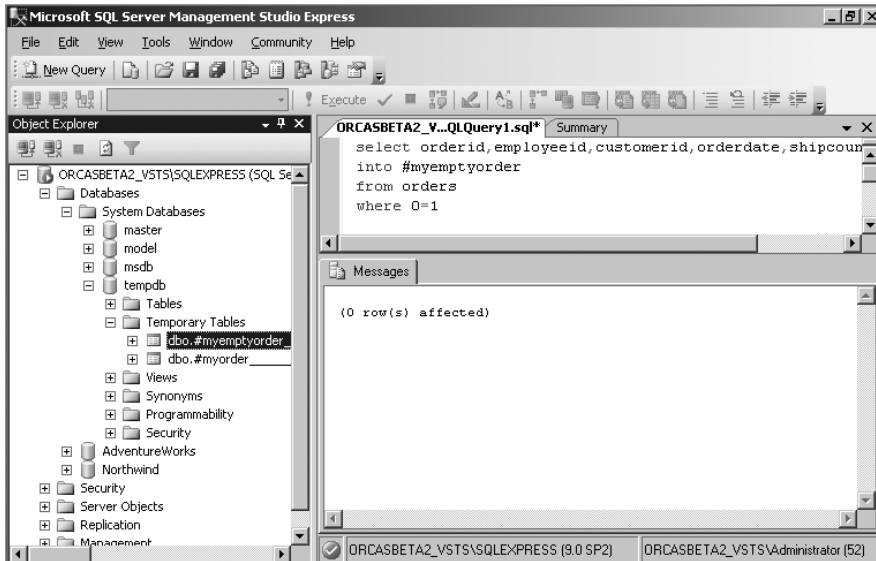 Microsoft SQL Server Management Studio Express
File Edit View Tools Window Community Help
New Query
Execute
Object Explorer
ORCASBETA2_VSTS\SQLEXPRESS (SQL Se
Databases
System Databases
master
model
msdb
tempdb
Tables
Temporary Tables
dbo.#myemptyorder_
dbo.#myorder______
Views
Synonyms
Programmability
Security
AdventureWorks
Northwind
Security
Server Objects
Replication
Management
ORCASBETA2_V...QLQuery1.sql* Summary
select orderid,employeeid,customerid,orderdate,shipcoun
into #myemptyorder
from orders
where 0=1
Messages
(0 row(s) affected)
ORCASBETA2_VSTS\SQLEXPRESS (9.0 SP2) ORCASBETA2_VSTS\Administrator (52)